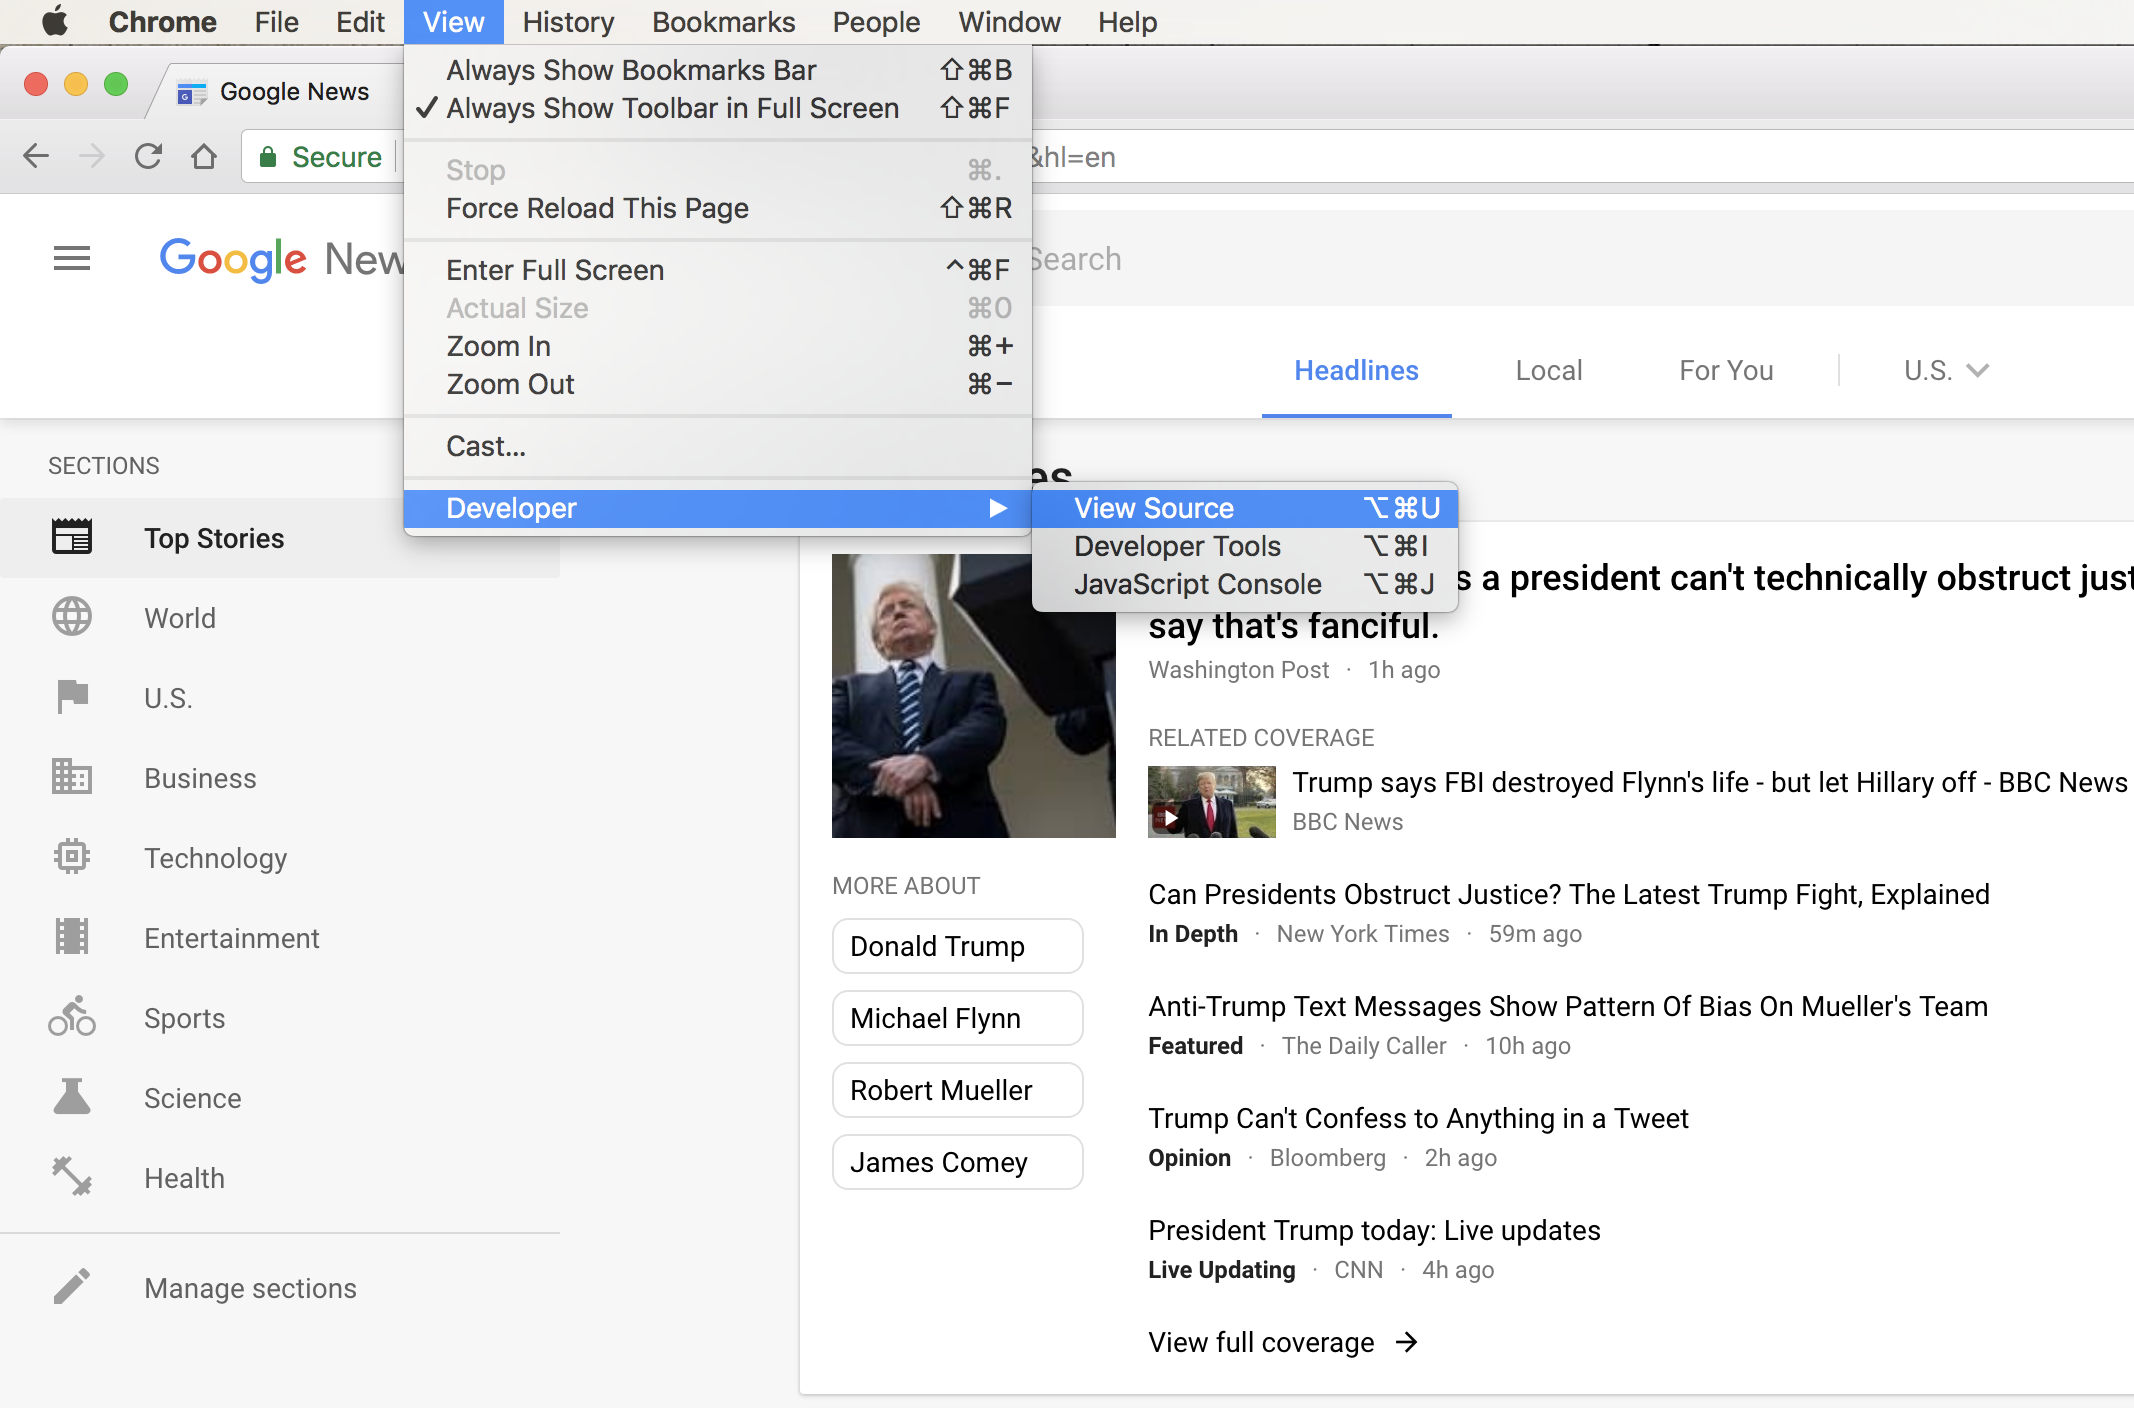 Chrome File Edit View History Bookmarks People Window Help
Google News
Always Show Bookmarks Bar ⇧⌘B
✓ Always Show Toolbar in Full Screen ⇧⌘F
Secure
&hl=en
Stop ⌘.
Force Reload This Page ⇧⌘R
Enter Full Screen ^⌘F
Actual Size ⌘0
Zoom In ⌘+
Zoom Out ⌘−
Cast...
Developer ▶
View Source ⌥⌘U
Developer Tools ⌥⌘I
JavaScript Console ⌥⌘J
Google New
Search
Headlines Local For You U.S.
SECTIONS
Top Stories
World
U.S.
Business
Technology
Entertainment
Sports
Science
Health
Manage sections
es
s a president can't technically obstruct just
say that's fanciful.
Washington Post · 1h ago
RELATED COVERAGE
Trump says FBI destroyed Flynn's life - but let Hillary off - BBC News
BBC News
Can Presidents Obstruct Justice? The Latest Trump Fight, Explained
In Depth · New York Times · 59m ago
Anti-Trump Text Messages Show Pattern Of Bias On Mueller's Team
Featured · The Daily Caller · 10h ago
Trump Can't Confess to Anything in a Tweet
Opinion · Bloomberg · 2h ago
President Trump today: Live updates
Live Updating · CNN · 4h ago
View full coverage →
MORE ABOUT
Donald Trump
Michael Flynn
Robert Mueller
James Comey